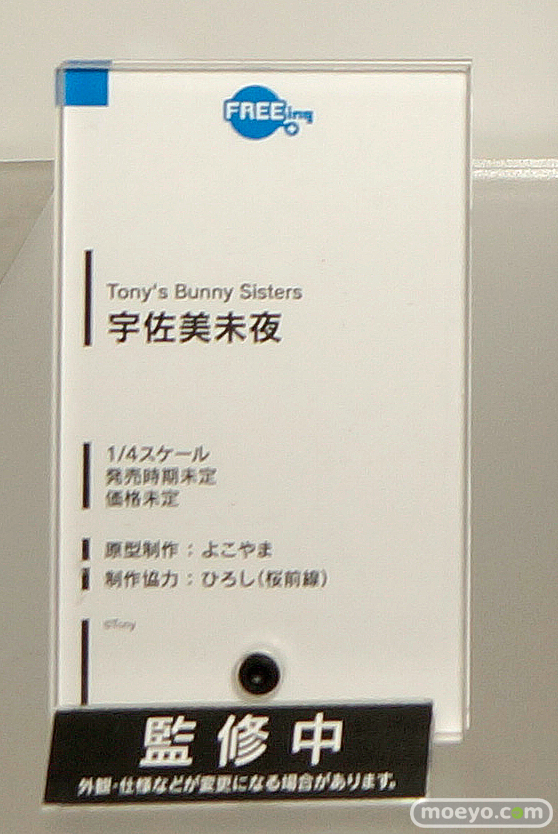 FREEing
Tony's Bunny Sisters
宇佐美未夜
1/4スケール
発売時期未定
価格未定
原型制作：よこやま
制作協力：ひろし(桜前線)
©Tony
監修中
外観・仕様などが変更になる場合があります。
moeyo.com